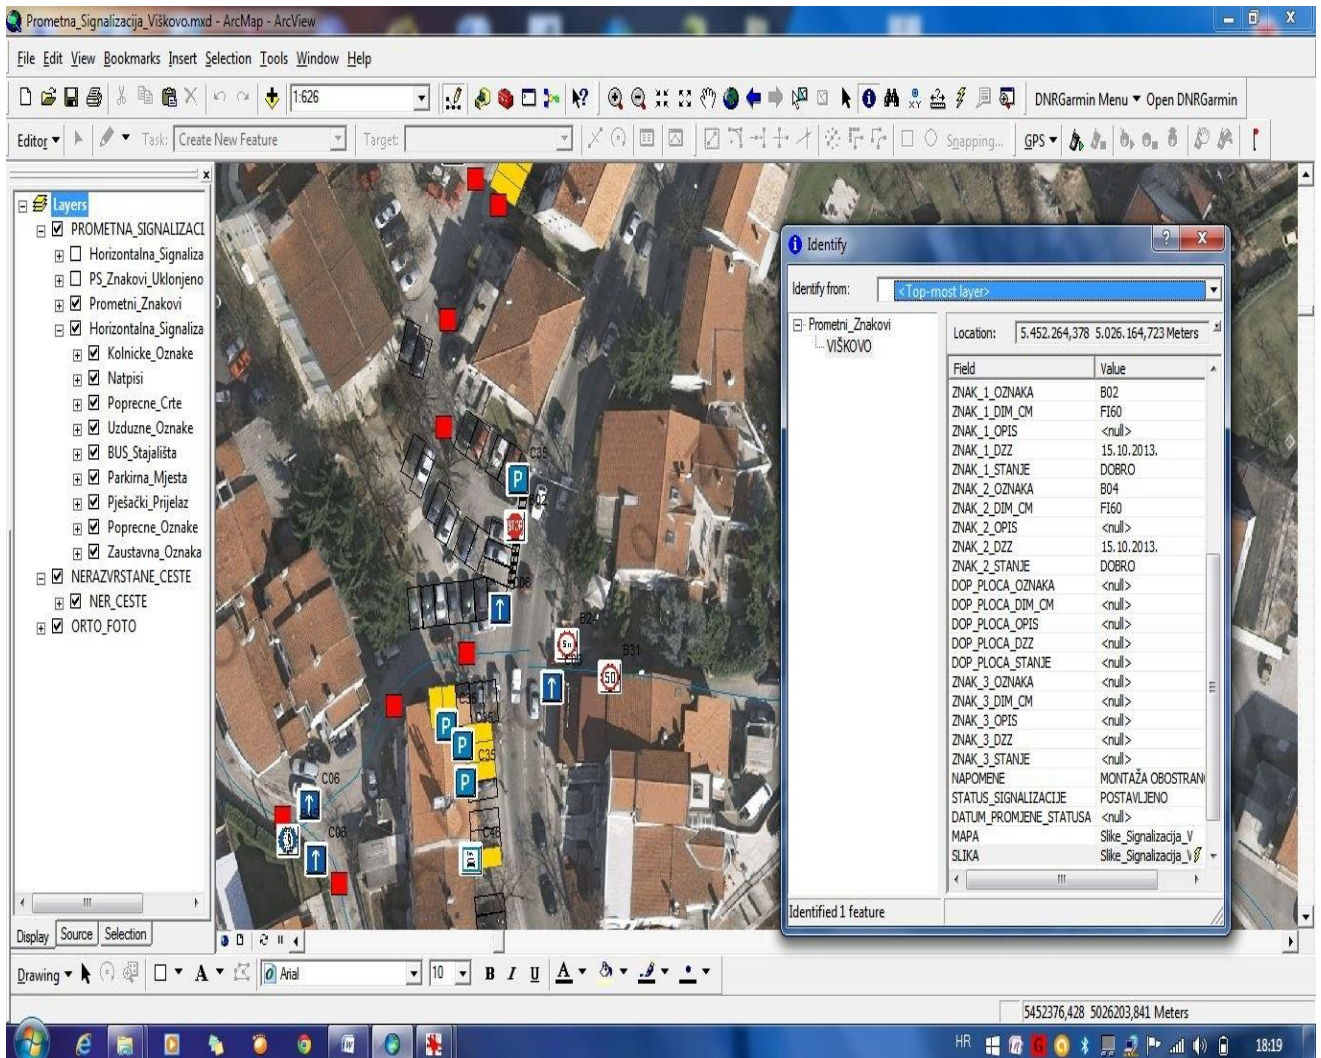 Prometna_Signalizacija_Viškovo.mxd - ArcMap - ArcView
File Edit View Bookmarks Insert Selection Tools Window Help
1:626
DNRGarmin Menu Open DNRGarmin
Editor Task: Create New Feature Target: Snapping... GPS
Layers
PROMETNA_SIGNALIZACI
Horizontalna_Signaliza
PS_Znakovi_Uklonjeno
Prometni_Znakovi
Horizontalna_Signaliza
Kolnicke_Oznake
Natpisi
Poprecne_Crte
Uzduzne_Oznake
BUS_Stajališta
Parkirna_Mjesta
Pješački_Prijelaz
Poprecne_Oznake
Zaustavna_Oznaka
NERAZVRSTANE_CESTE
NER_CESTE
ORTO_FOTO
Display Source Selection
C35
P
B02
STOP
C06
B24
B31
50
C35
P
P
C35
P
C06
C06
Identify
Identify from: <Top-most layer>
Prometni_Znakovi
VIŠKOVO
Location: 5.452.264,378 5.026.164,723 Meters
Field Value
ZNAK_1_OZNAKA B02
ZNAK_1_DIM_CM FI60
ZNAK_1_OPIS <null>
ZNAK_1_DZZ 15.10.2013.
ZNAK_1_STANJE DOBRO
ZNAK_2_OZNAKA B04
ZNAK_2_DIM_CM FI60
ZNAK_2_OPIS <null>
ZNAK_2_DZZ 15.10.2013.
ZNAK_2_STANJE DOBRO
DOP_PLOCA_OZNAKA <null>
DOP_PLOCA_DIM_CM <null>
DOP_PLOCA_OPIS <null>
DOP_PLOCA_DZZ <null>
DOP_PLOCA_STANJE <null>
ZNAK_3_OZNAKA <null>
ZNAK_3_DIM_CM <null>
ZNAK_3_OPIS <null>
ZNAK_3_DZZ <null>
ZNAK_3_STANJE <null>
NAPOMENE MONTAŽA OBOSTRAN
STATUS_SIGNALIZACIJE POSTAVLJENO
DATUM_PROMJENE_STATUSA <null>
MAPA Slike_Signalizacija_V
SLIKA Slike_Signalizacija_V
Identified 1 feature
Drawing A Arial 10 B I U A
5452376,428 5026203,841 Meters
HR 18:19